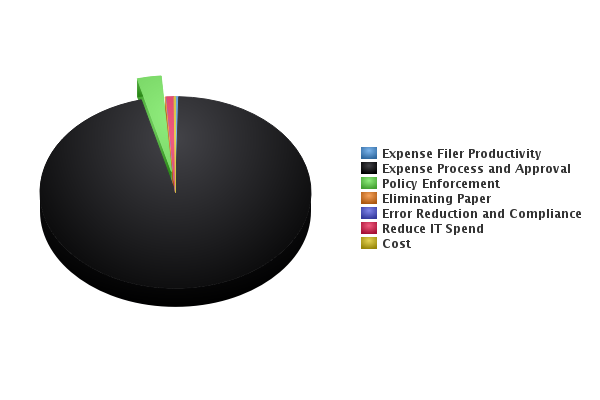 Expense Filer Productivity
Expense Process and Approval
Policy Enforcement
Eliminating Paper
Error Reduction and Compliance
Reduce IT Spend
Cost